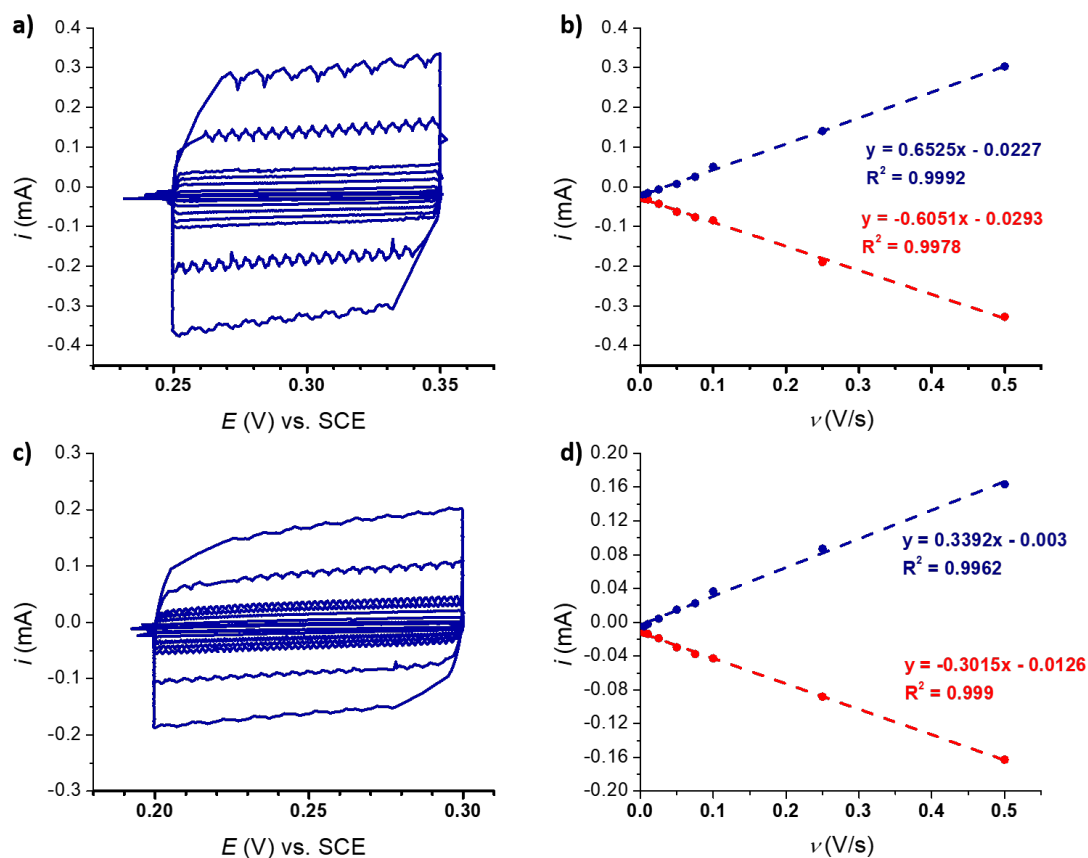 a)
0.4
0.3
0.2
0.1
0.0
-0.1
-0.2
-0.3
-0.4
i (mA)
0.25
0.30
0.35
E (V) vs. SCE
b)
0.4
0.3
0.2
0.1
0.0
-0.1
-0.2
-0.3
-0.4
i (mA)
y = 0.6525x - 0.0227
R² = 0.9992
y = -0.6051x - 0.0293
R² = 0.9978
0.0
0.1
0.2
0.3
0.4
0.5
ν (V/s)
c)
0.3
0.2
0.1
0.0
-0.1
-0.2
-0.3
i (mA)
0.20
0.25
0.30
E (V) vs. SCE
d)
0.20
0.16
0.12
0.08
0.04
0.00
-0.04
-0.08
-0.12
-0.16
-0.20
i (mA)
y = 0.3392x - 0.003
R² = 0.9962
y = -0.3015x - 0.0126
R² = 0.999
0.0
0.1
0.2
0.3
0.4
0.5
ν (V/s)